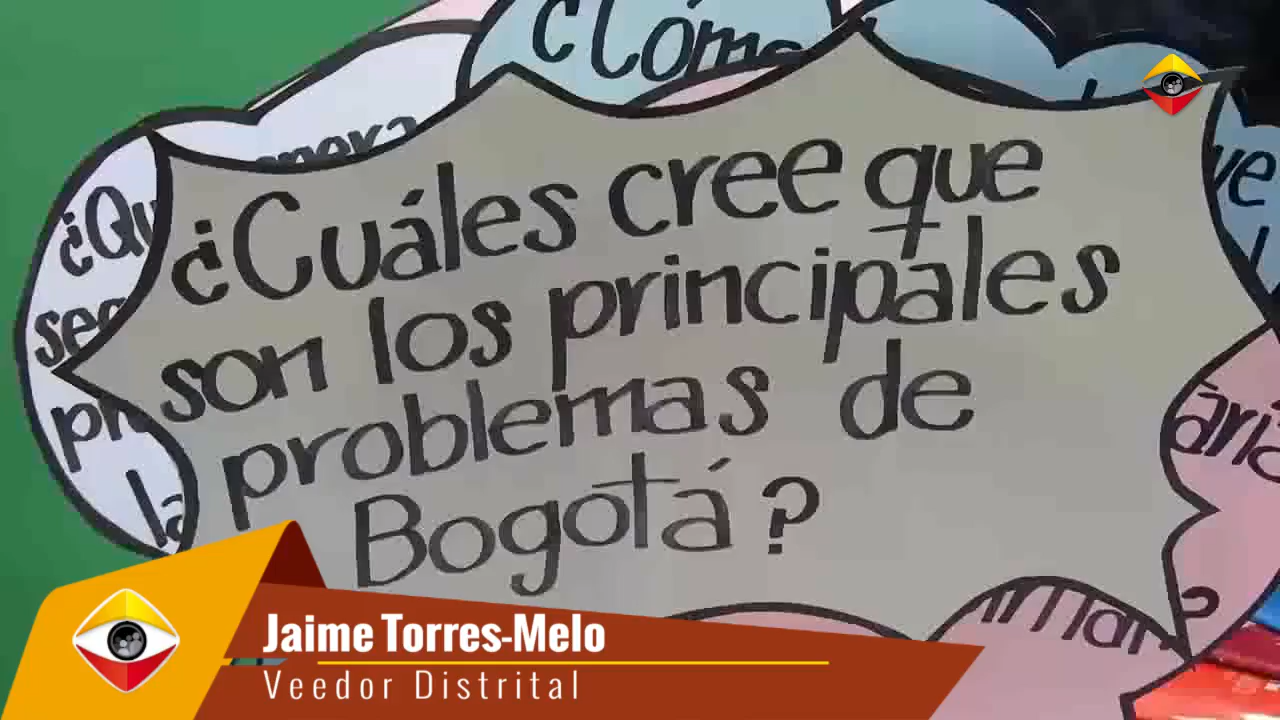 ¿Cuáles cree que
son los principales
problemas de
Bogotá?
Jaime Torres-Melo
Veedor Distrital